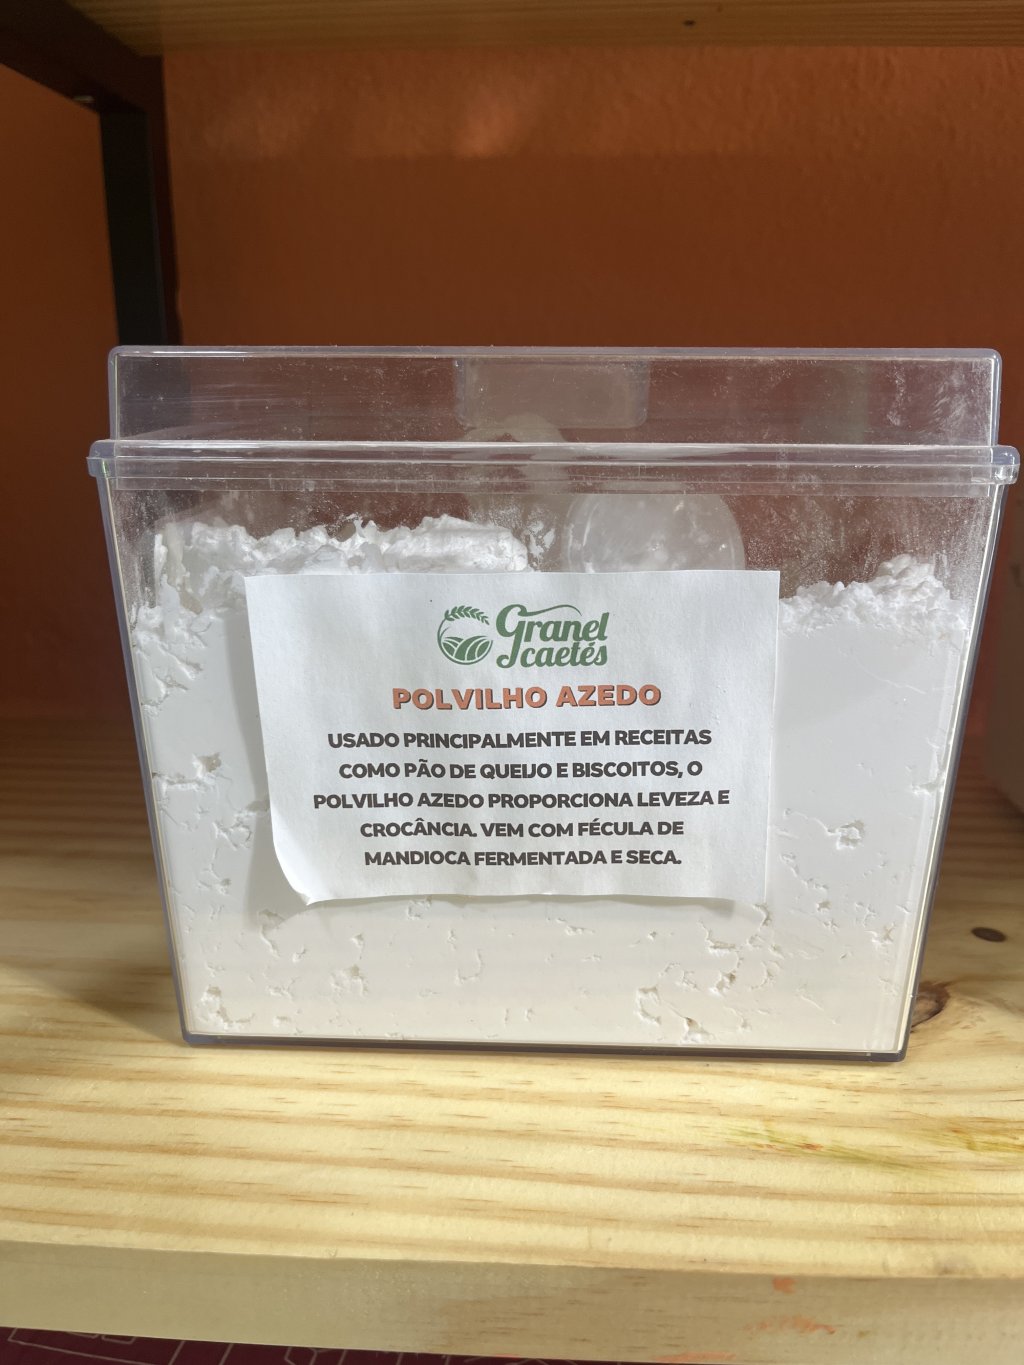 Granel
caetés
POLVILHO AZEDO
USADO PRINCIPALMENTE EM RECEITAS
COMO PÃO DE QUEIJO E BISCOITOS, O
POLVILHO AZEDO PROPORCIONA LEVEZA E
CROCÂNCIA. VEM COM FÉCULA DE
MANDIOCA FERMENTADA E SECA.